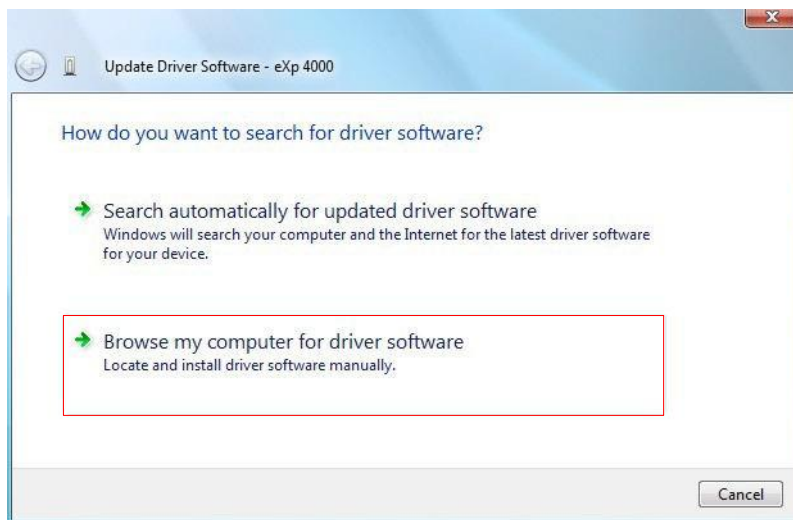 Update Driver Software - eXp 4000
How do you want to search for driver software?
Search automatically for updated driver software
Windows will search your computer and the Internet for the latest driver software
for your device.
Browse my computer for driver software
Locate and install driver software manually.
Cancel